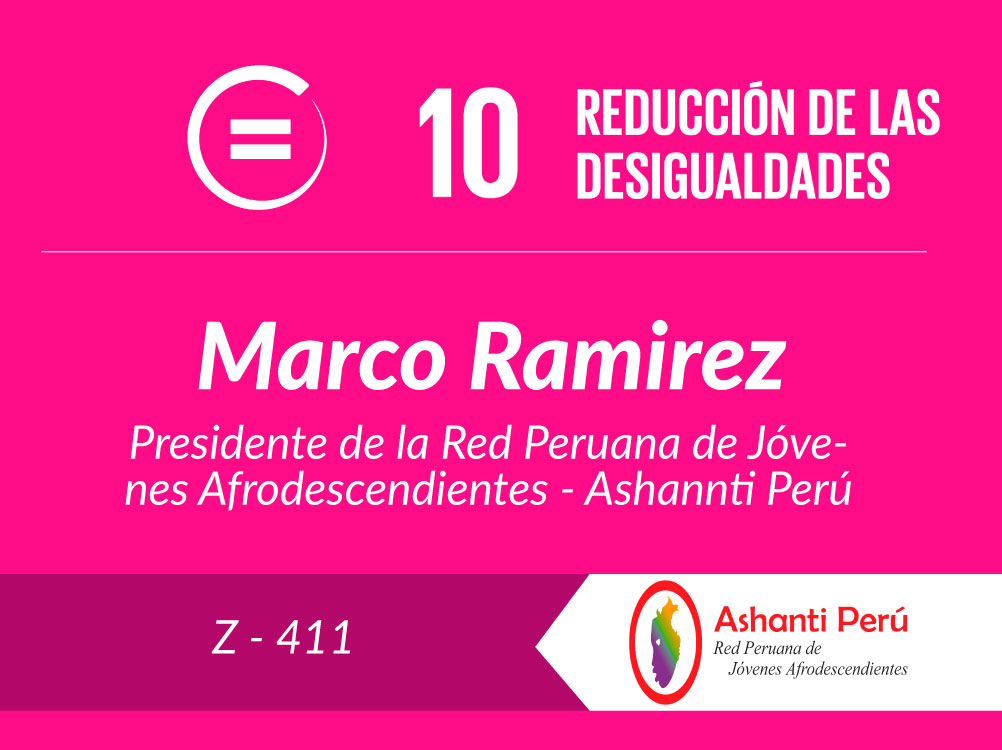 10
REDUCCIÓN DE LAS
DESIGUALDADES
Marco Ramirez
Presidente de la Red Peruana de Jóve-
nes Afrodescendientes - Ashannti Perú
Z - 411
Ashanti Perú
Red Peruana de
Jóvenes Afrodescendientes